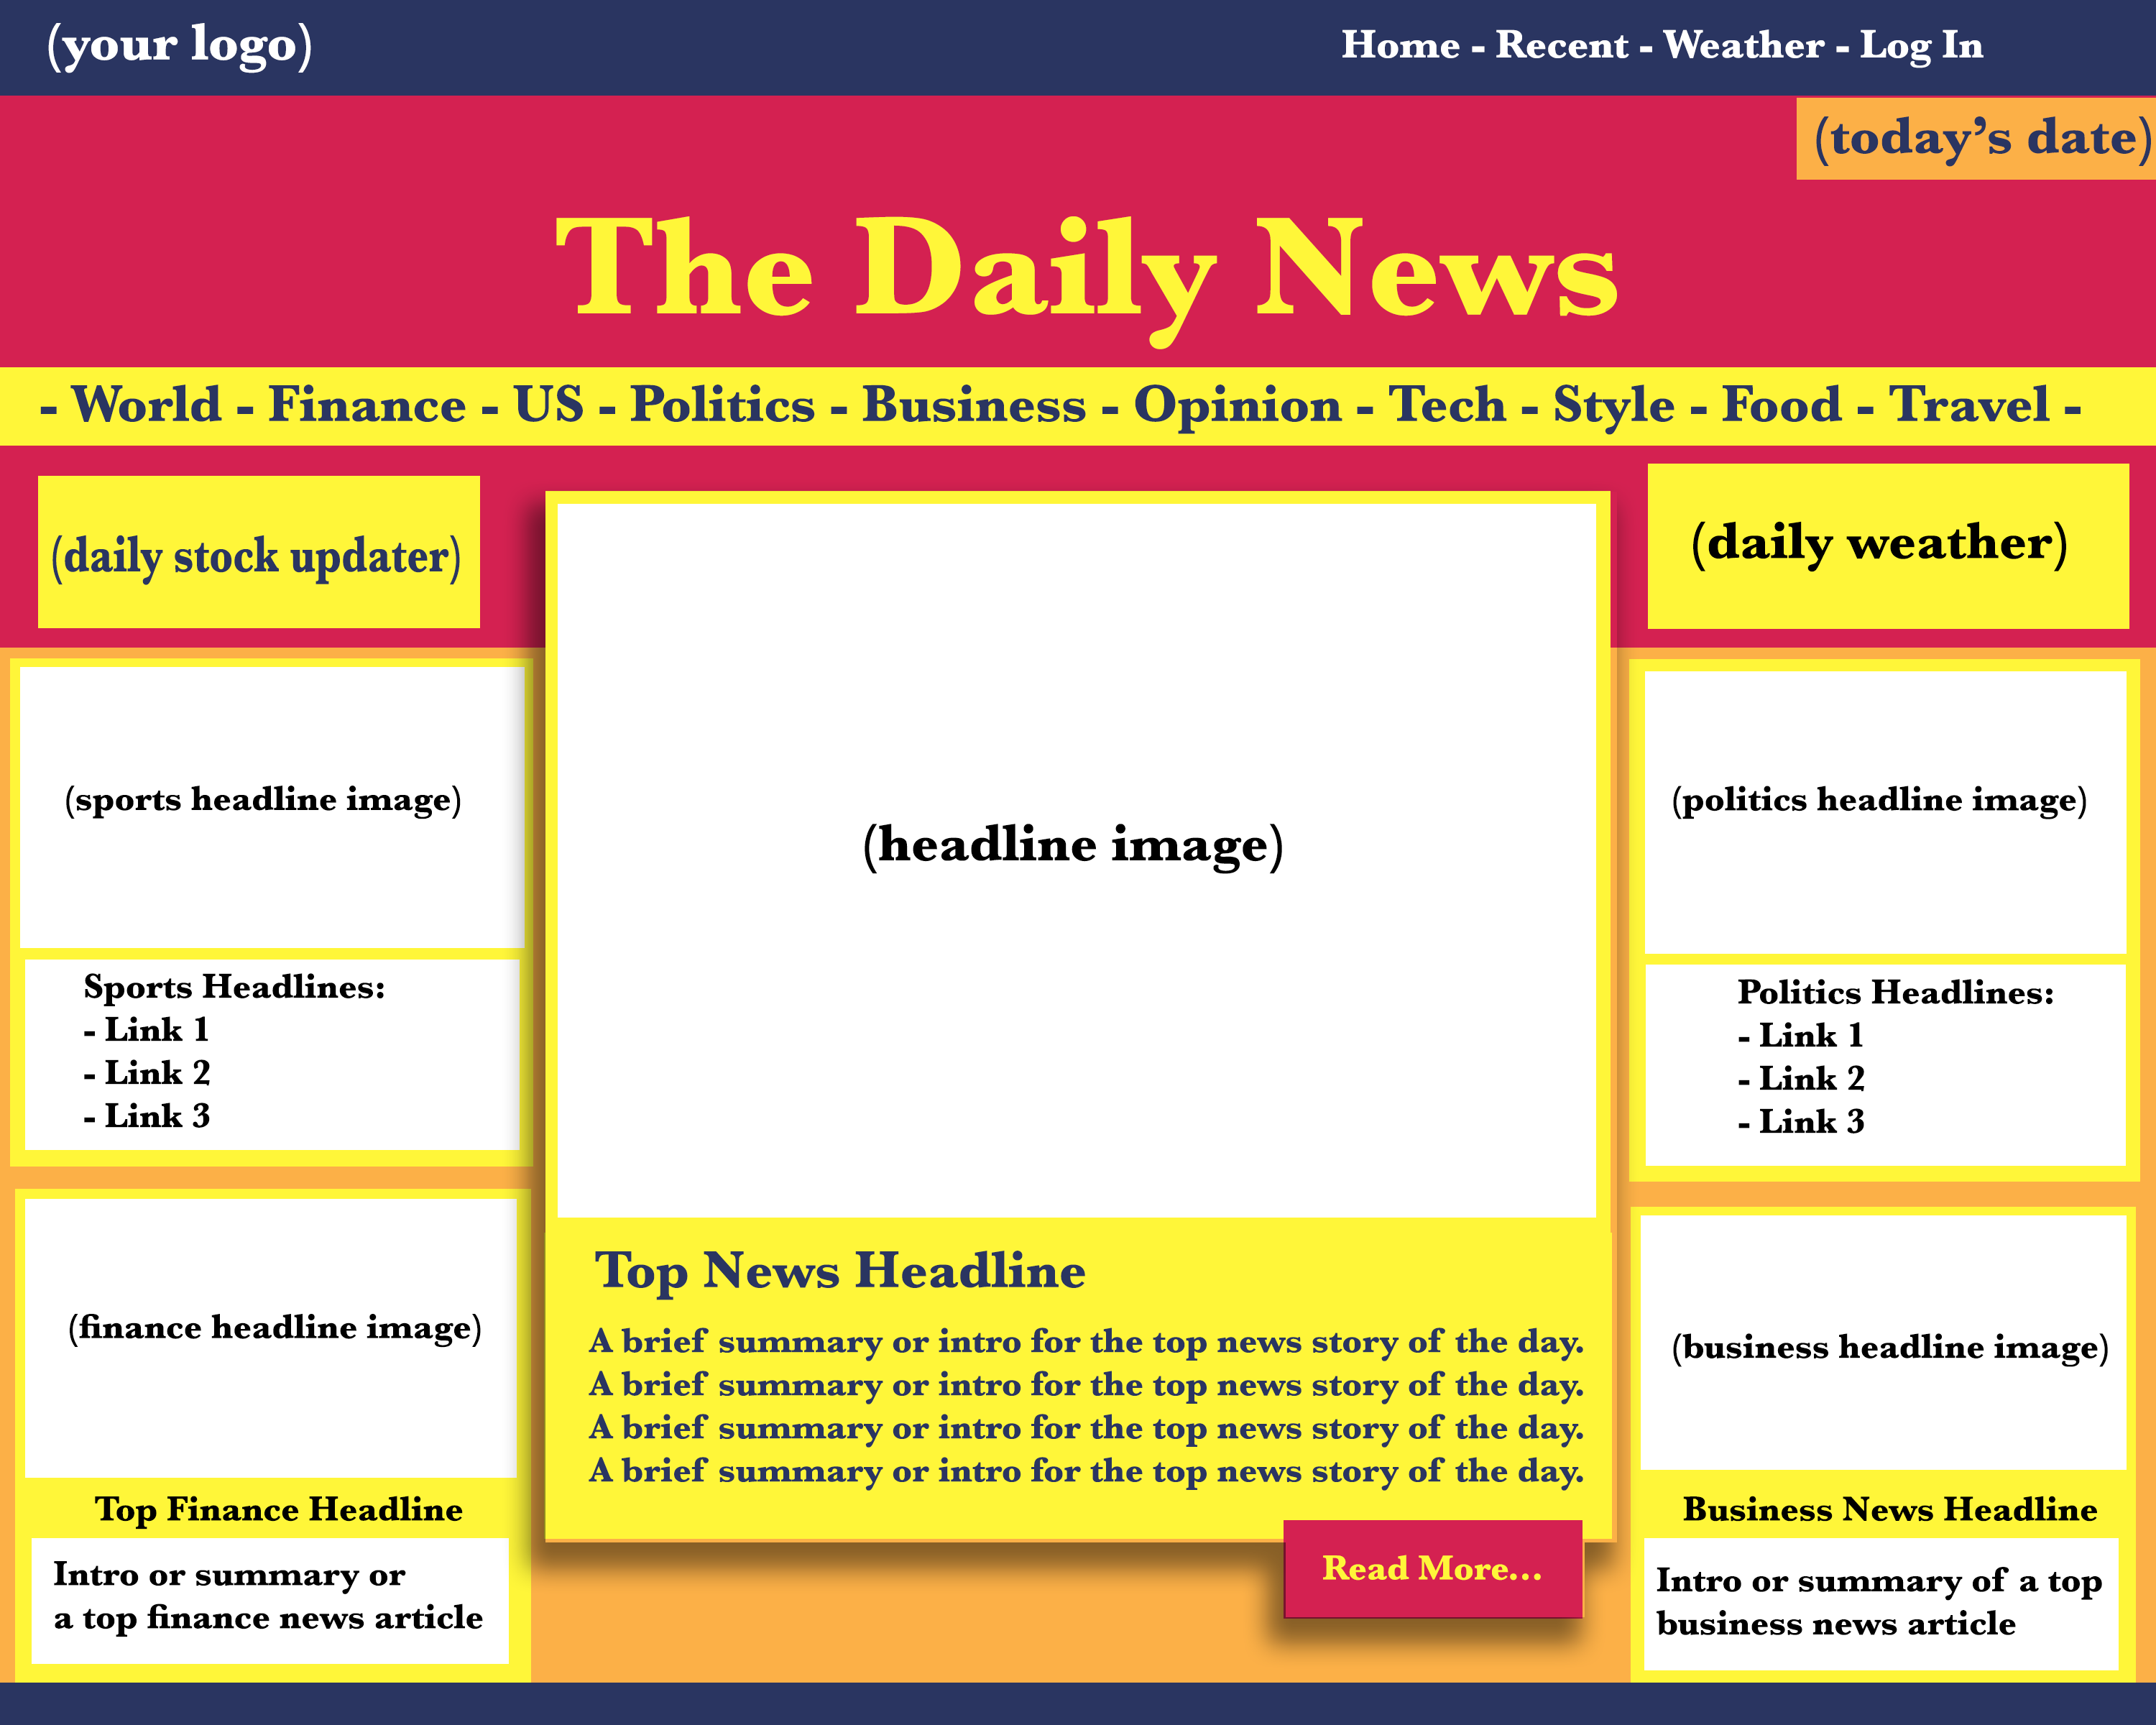 (your logo)
Home - Recent - Weather - Log In
(today's date)
The Daily News
- World - Finance - US - Politics - Business - Opinion - Tech - Style - Food - Travel -
(daily stock updater)
(daily weather)
(sports headline image)
Sports Headlines:
- Link 1
- Link 2
- Link 3
(finance headline image)
Top Finance Headline
Intro or summary or
a top finance news article
(headline image)
Top News Headline
A brief summary or intro for the top news story of the day.
A brief summary or intro for the top news story of the day.
A brief summary or intro for the top news story of the day.
A brief summary or intro for the top news story of the day.
Read More...
(politics headline image)
Politics Headlines:
- Link 1
- Link 2
- Link 3
(business headline image)
Business News Headline
Intro or summary of a top
business news article